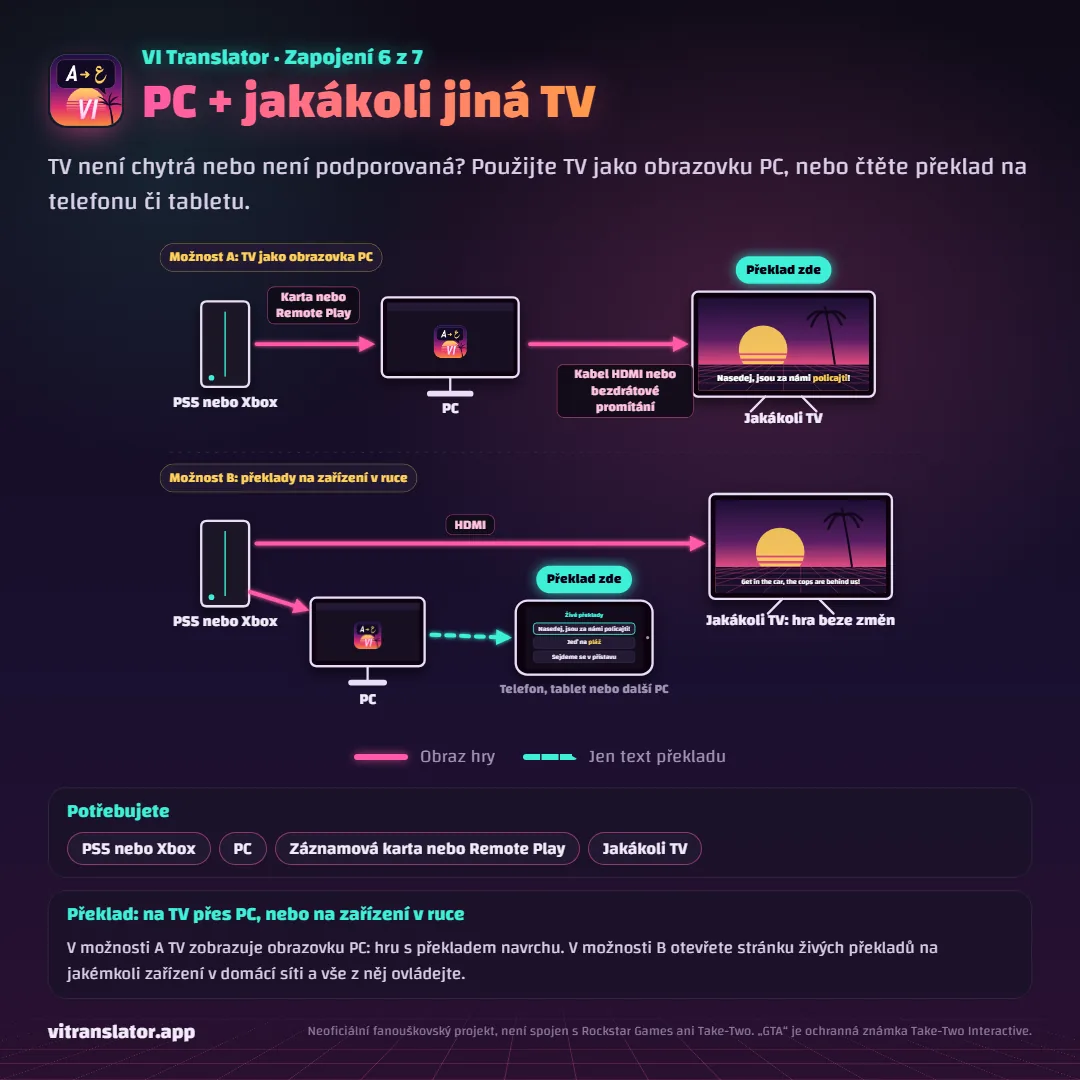 A→ع
VI
VI Translator · Zapojení 6 z 7
PC + jakákoli jiná TV
TV není chytrá nebo není podporovaná? Použijte TV jako obrazovku PC, nebo čtěte překlad na
telefonu či tabletu.
Možnost A: TV jako obrazovka PC
Překlad zde
Karta nebo
Remote Play
A→ع
VI
Kabel HDMI nebo
bezdrátové
promítání
Nasedej, jsou za námi policajti!
PS5 nebo Xbox
PC
Jakákoli TV
Možnost B: překlady na zařízení v ruce
HDMI
Překlad zde
Get in the car, the cops are behind us!
PS5 nebo Xbox
Jakákoli TV: hra beze změn
A→ع
VI
Živé překlady
Nasedej, jsou za námi policajti!
Jeď na pláž
Sejdeme se v přístavu
PC
Telefon, tablet nebo další PC
Obraz hry
Jen text překladu
Potřebujete
PS5 nebo Xbox
PC
Záznamová karta nebo Remote Play
Jakákoli TV
Překlad: na TV přes PC, nebo na zařízení v ruce
V možnosti A TV zobrazuje obrazovku PC: hru s překladem navrchu. V možnosti B otevřete stránku živých překladů na
jakémkoli zařízení v domácí síti a vše z něj ovládejte.
vitranslator.app
Neoficiální fanouškovský projekt, není spojen s Rockstar Games ani Take-Two. „GTA“ je ochranná známka Take-Two Interactive.